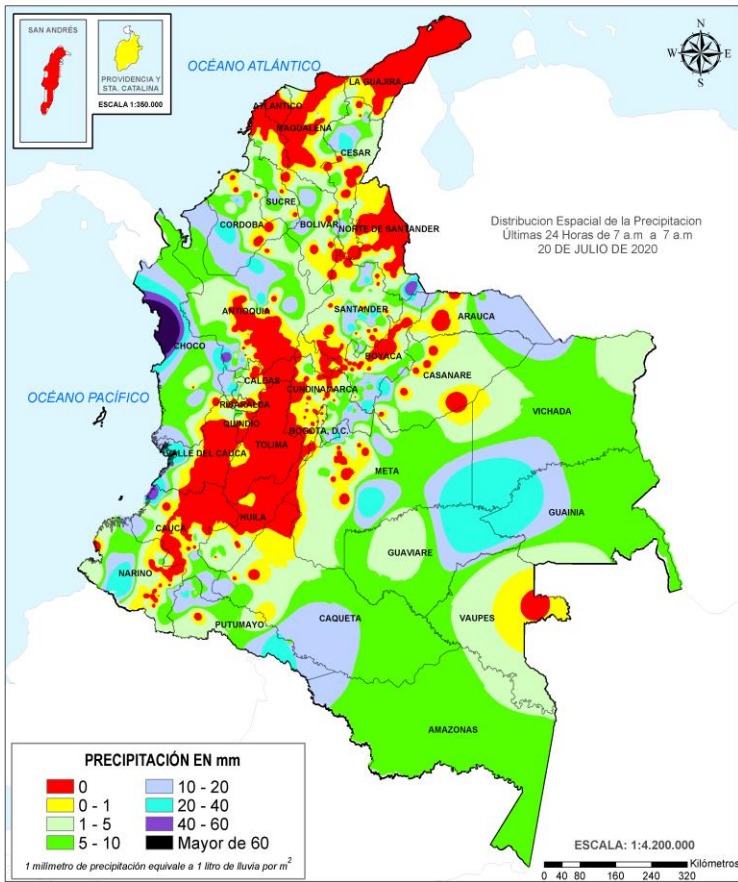 SAN ANDRÉS
PROVIDENCIA Y
STA. CATALINA
ESCALA 1:350.000
OCÉANO ATLÁNTICO
N
W
E
S
LA GUAJIRA
ATLANTICO
MAGDALENA
CESAR
SUCRE
CORDOBA
BOLIVAR
NORTE DE SANTANDER
Distribucion Espacial de la Precipitacion
Últimas 24 Horas de 7 a.m a 7 a.m
20 DE JULIO DE 2020
ANTIOQUIA
SANTANDER
ARAUCA
CHOCO
BOYACA
CASANARE
OCÉANO PACÍFICO
CALDAS
CUNDINAMARCA
RISARALDA
VICHADA
QUINDIO
BOGOTA, D.C.
TOLIMA
VALLE DEL CAUCA
META
GUAINIA
HUILA
CAUCA
GUAVIARE
NARINO
PUTUMAYO
CAQUETA
VAUPES
AMAZONAS
PRECIPITACIÓN EN mm
0
10 - 20
0 - 1
20 - 40
1 - 5
40 - 60
5 - 10
Mayor de 60
1 milímetro de precipitación equivale a 1 litro de lluvia por m2
ESCALA: 1:4.200.000
Kilómetros
0 40 80 160 240 320